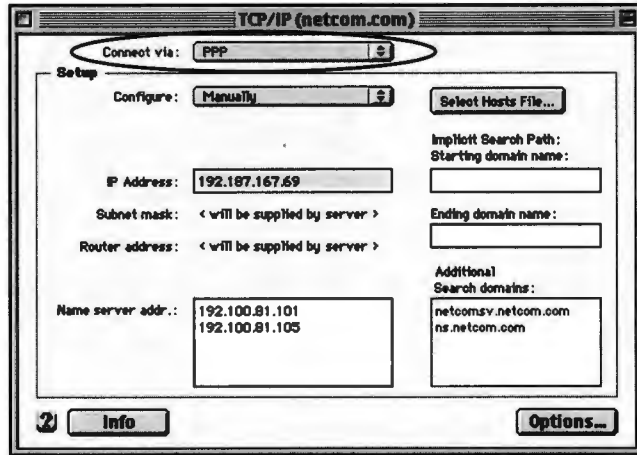 TCP/IP (netcom.com)
Connect via: PPP
Setup
Configure: Manually
Select Hosts File...
Implicit Search Path:
Starting domain name:
IP Address: 192.187.167.69
Subnet mask: < will be supplied by server >
Ending domain name:
Router address: < will be supplied by server >
Additional
Search domains:
Name server addr.: 192.100.81.101
192.100.81.105
netcomsv.netcom.com
ns.netcom.com
?
Info
Options...